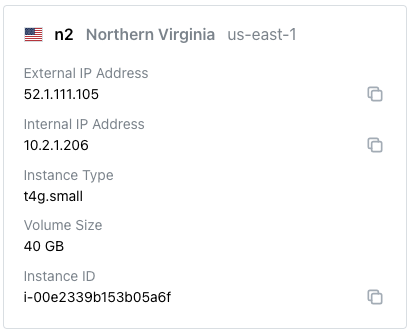 n2 Northern Virginia us-east-1
External IP Address
52.1.111.105
Internal IP Address
10.2.1.206
Instance Type
t4g.small
Volume Size
40 GB
Instance ID
i-00e2339b153b05a6f